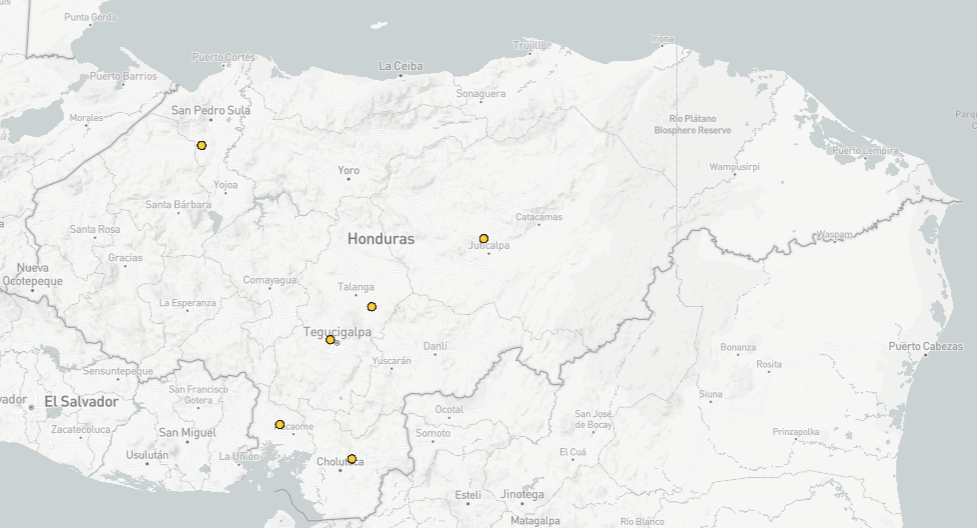 Punta Gorda
Puerto Cortés
Trujillo
Iriona
La Ceiba
Puerto Barrios
Sonaguera
San Pedro Sula
Morales
Río Plátano
Biosphere Reserve
Puerto Lempira
Yoro
Wampusirpi
Yojoa
Santa Bárbara
Catacamas
Santa Rosa
Honduras
Juticalpa
Waspam
Gracias
Nueva
Ocotepeque
Comayagua
Talanga
La Esperanza
Tegucigalpa
Danlí
Puerto Cabezas
Bonanza
Yuscarán
Rosita
Sensuntepeque
San Francisco
Gotera
Siuna
El Salvador
Ocotal
San José
de Bocay
Zacatecoluca
San Miguel
Somoto
Prinzapolka
Usulután
La Unión
Choluteca
El Cuá
Estelí
Jinotega
Matagalpa
Río Blanco